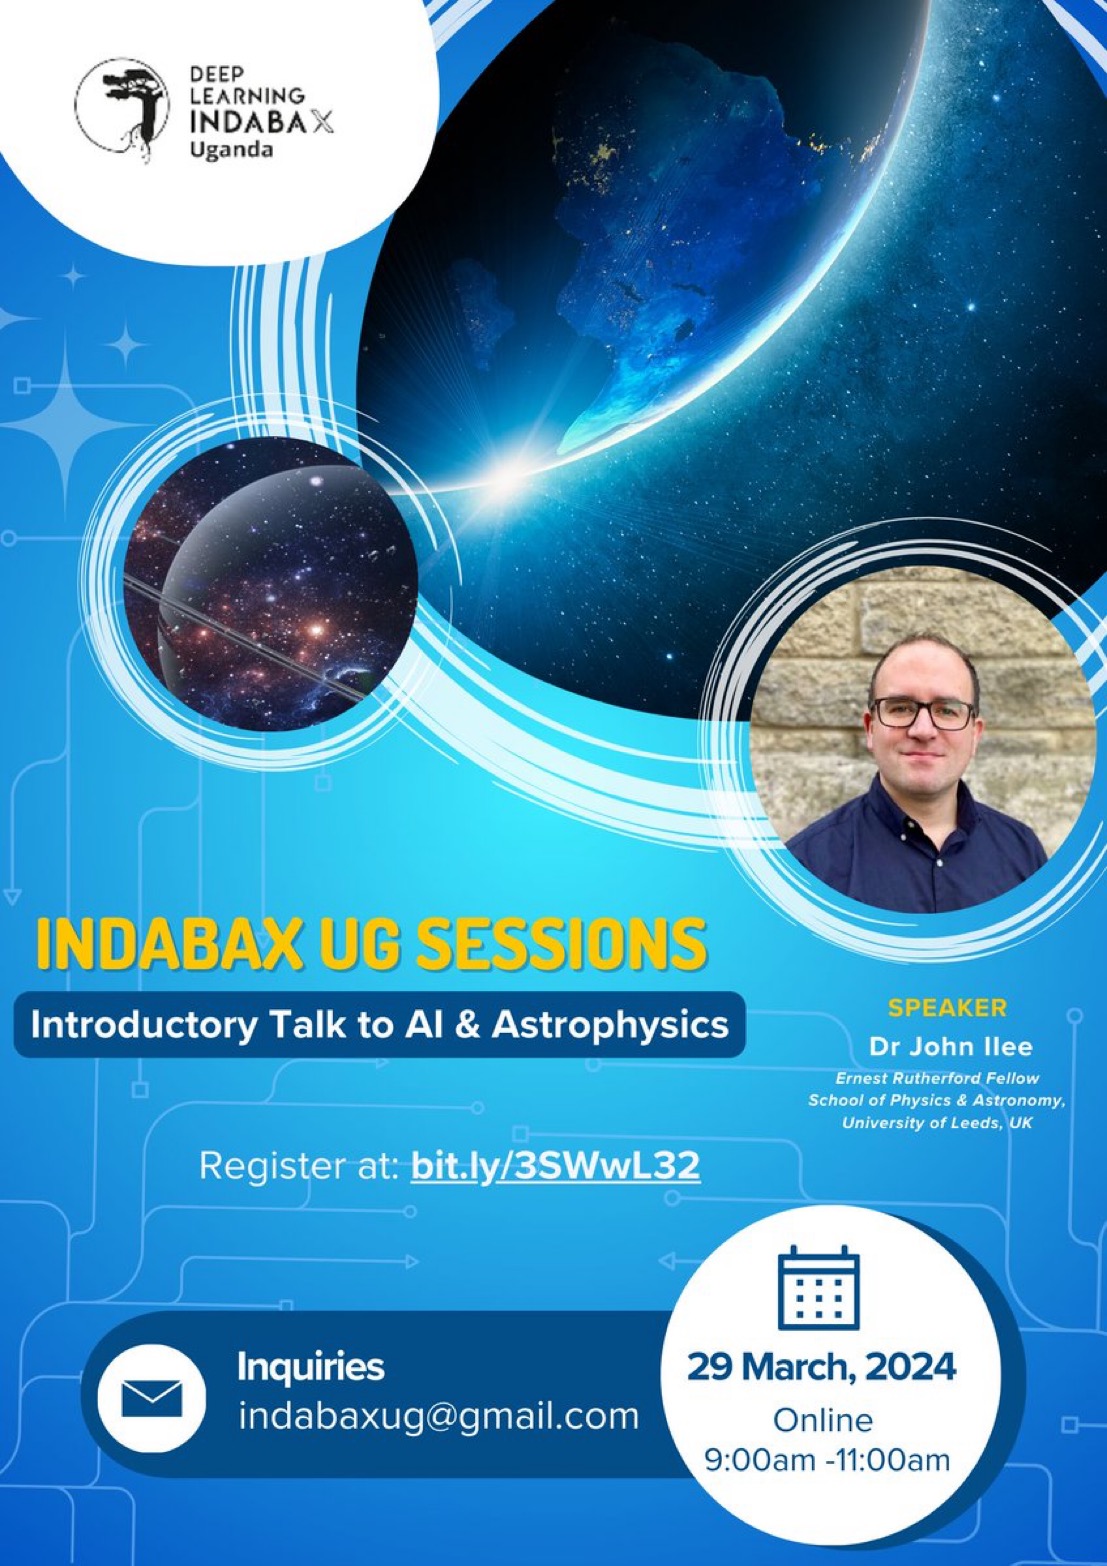 DEEP
LEARNING
INDABA X
Uganda
INDABAX UG SESSIONS
Introductory Talk to AI & Astrophysics
SPEAKER
Dr John Ilee
Ernest Rutherford Fellow
School of Physics & Astronomy,
University of Leeds, UK
Register at: bit.ly/3SWwL32
Inquiries
indabaxug@gmail.com
29 March, 2024
Online
9:00am -11:00am